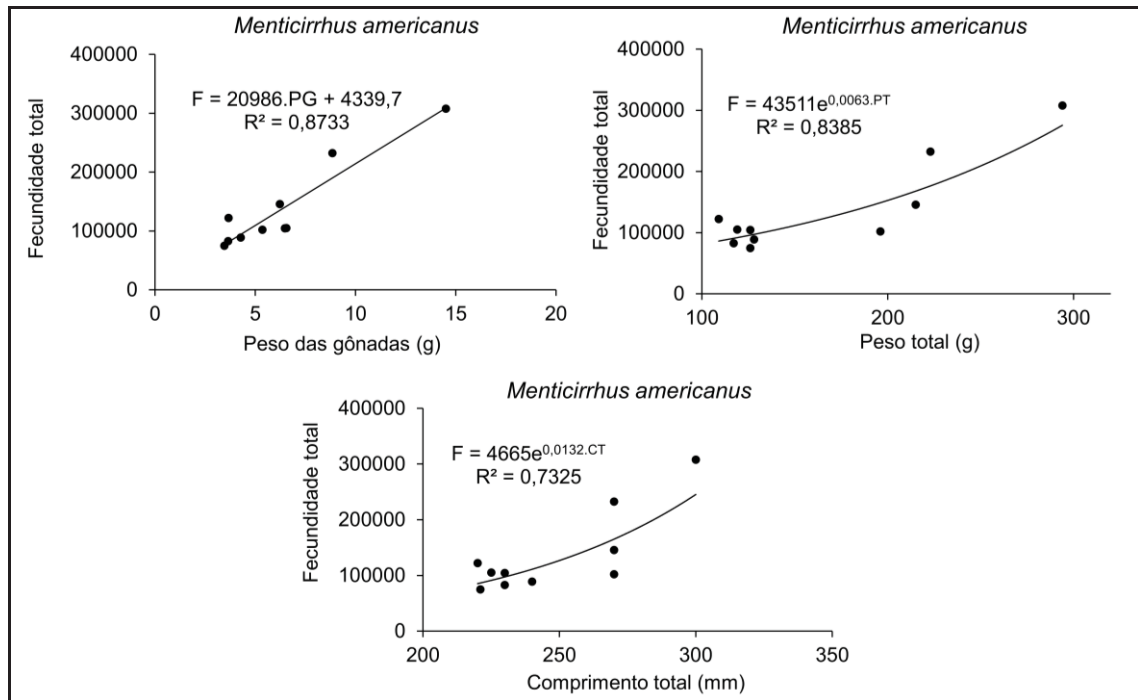 Menticirrhus americanus
400000
300000
200000
100000
0
Fecundidade total
F = 20986.PG + 4339,7
R² = 0,8733
0 5 10 15 20
Peso das gônadas (g)
Menticirrhus americanus
400000
300000
200000
100000
0
Fecundidade total
F = 43511e^0,0063.PT
R² = 0,8385
100 200 300
Peso total (g)
Menticirrhus americanus
400000
300000
200000
100000
0
Fecundidade total
F = 4665e^0,0132.CT
R² = 0,7325
200 250 300 350
Comprimento total (mm)